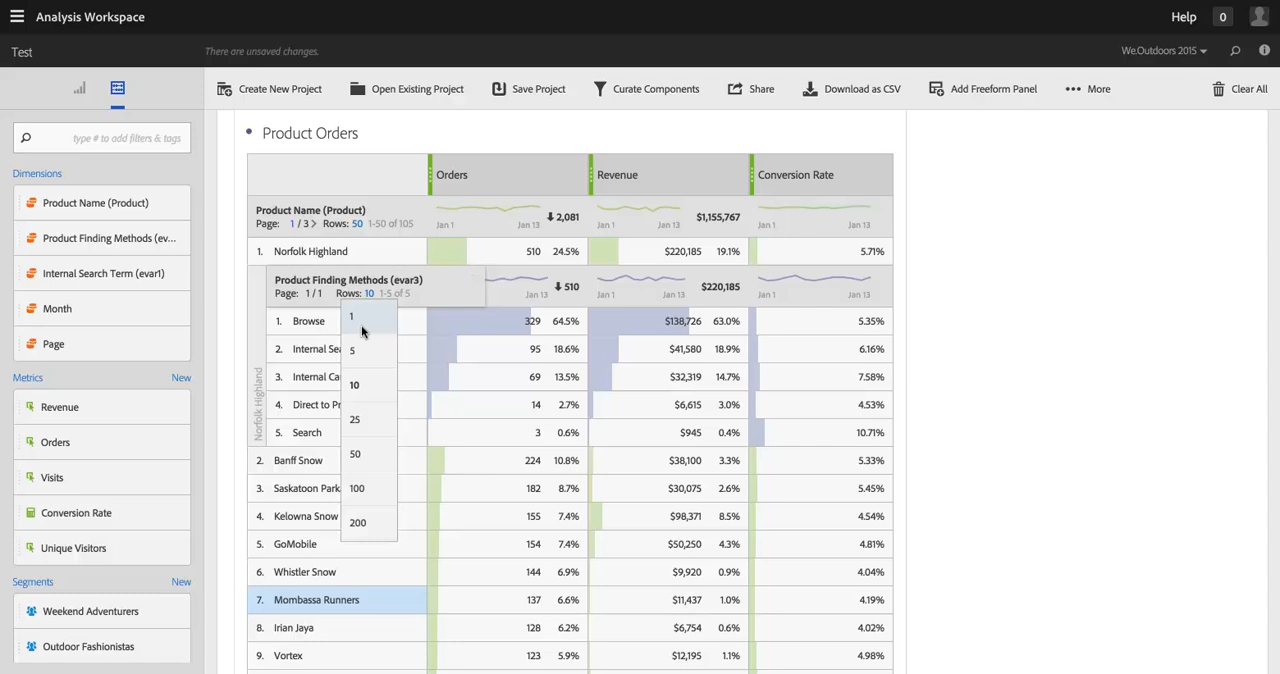 Analysis Workspace
Help 0
Test There are unsaved changes. We.Outdoors 2015
Create New Project Open Existing Project Save Project Curate Components Share Download as CSV Add Freeform Panel More Clear All
type # to add filters & tags
Dimensions
Product Name (Product)
Product Finding Methods (ev...
Internal Search Term (evar1)
Month
Page
Metrics New
Revenue
Orders
Visits
Conversion Rate
Unique Visitors
Segments New
Weekend Adventurers
Outdoor Fashionistas
Product Orders
Orders Revenue Conversion Rate
Product Name (Product)
Page: 1 / 3 > Rows: 50 1-50 of 105
Jan 1 Jan 13 2,081 Jan 1 Jan 13 $1,155,767 Jan 1 Jan 13
1. Norfolk Highland 510 24.5% $220,185 19.1% 5.71%
Product Finding Methods (evar3)
Page: 1 / 1 Rows: 10 1-5 of 5
Jan 13 510 Jan 1 Jan 13 $220,185 Jan 1 Jan 13
Norfolk Highland
1. Browse 329 64.5% $138,726 63.0% 5.35%
2. Internal Sea 95 18.6% $41,580 18.9% 6.16%
3. Internal Ca 69 13.5% $32,319 14.7% 7.58%
4. Direct to Pr 14 2.7% $6,615 3.0% 4.53%
5. Search 3 0.6% $945 0.4% 10.71%
1
5
10
25
50
100
200
2. Banff Snow 224 10.8% $38,100 3.3% 5.33%
3. Saskatoon Park 182 8.7% $30,075 2.6% 5.45%
4. Kelowna Snow 155 7.4% $98,371 8.5% 4.54%
5. GoMobile 154 7.4% $50,250 4.3% 4.81%
6. Whistler Snow 144 6.9% $9,920 0.9% 4.04%
7. Mombassa Runners 137 6.6% $11,437 1.0% 4.19%
8. Irian Jaya 128 6.2% $6,754 0.6% 4.02%
9. Vortex 123 5.9% $12,195 1.1% 4.98%